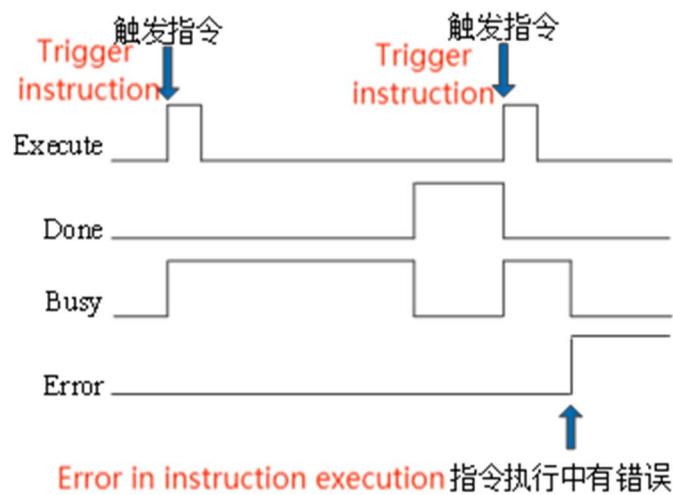 触发指令
Trigger
instruction
触发指令
Trigger
instruction
Execute
Done
Busy
Error
Error in instruction execution 指令执行中有错误